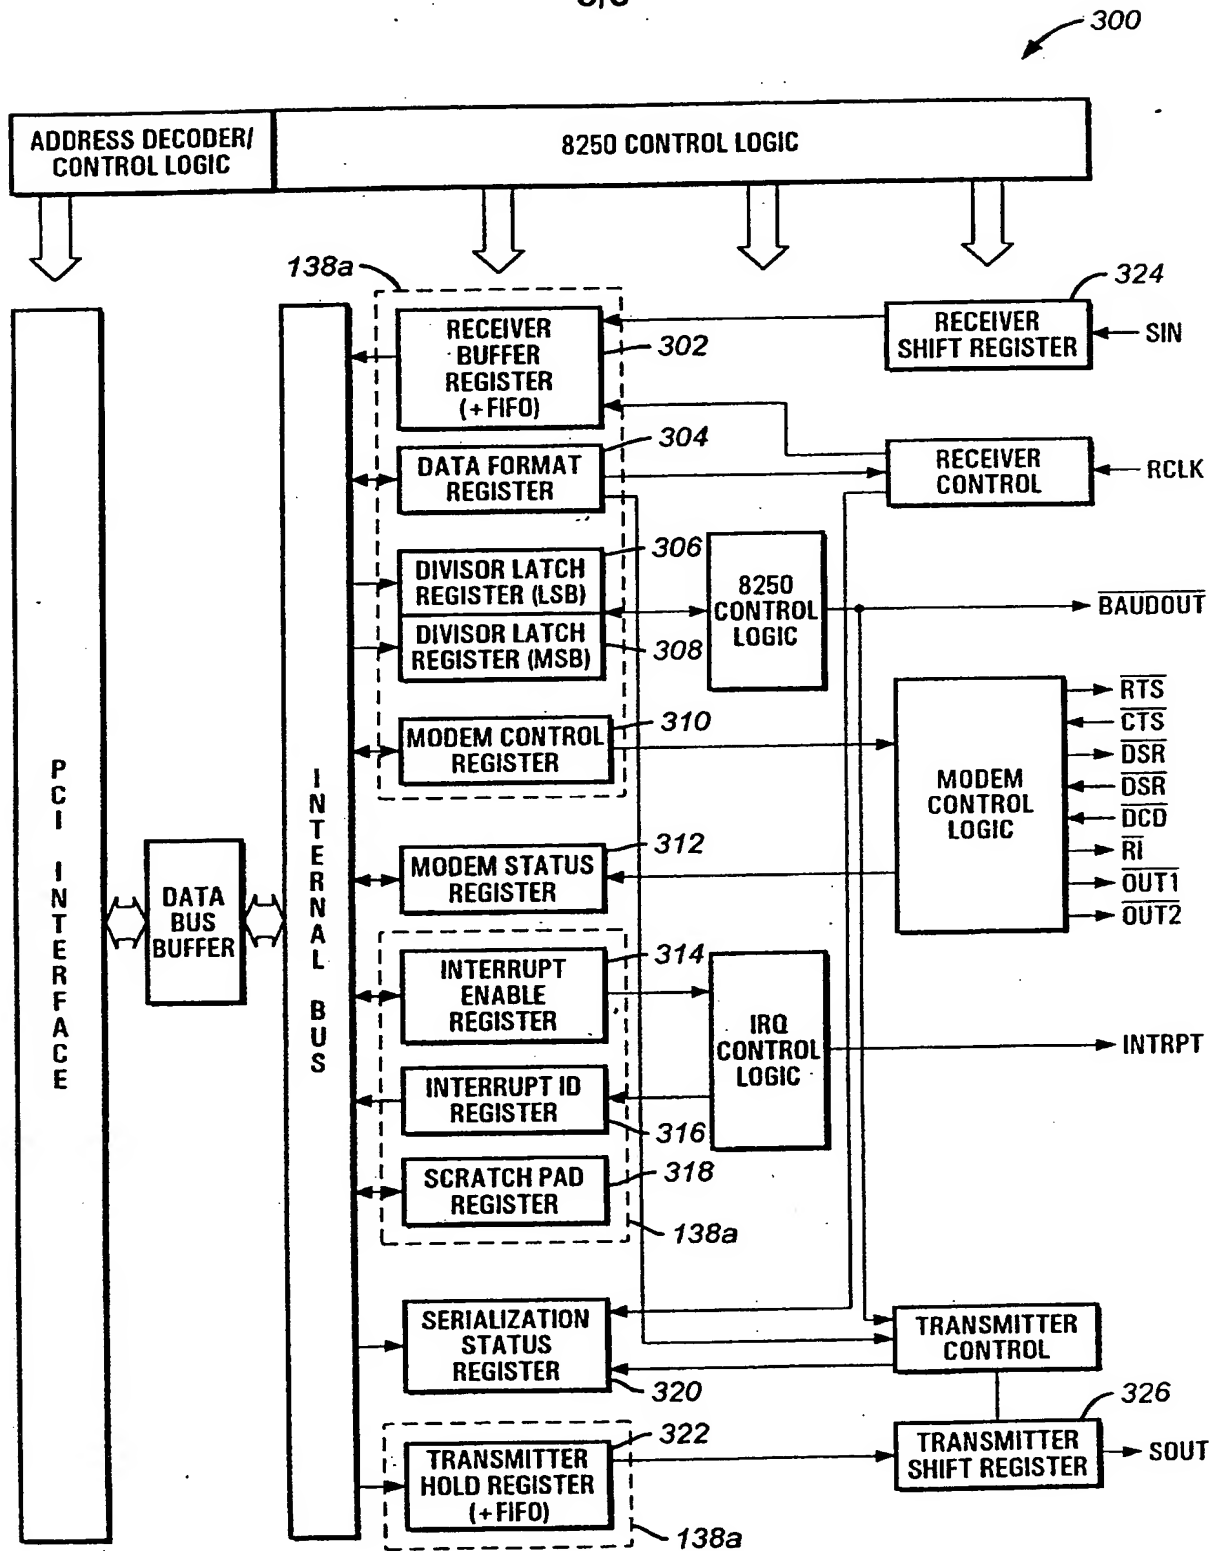 300
ADDRESS DECODER/
CONTROL LOGIC
8250 CONTROL LOGIC
138a
RECEIVER
BUFFER
REGISTER
(+FIFO)
302
RECEIVER
SHIFT REGISTER
324
SIN
DATA FORMAT
REGISTER
304
RECEIVER
CONTROL
RCLK
DIVISOR LATCH
REGISTER (LSB)
306
DIVISOR LATCH
REGISTER (MSB)
308
8250
CONTROL
LOGIC
BAUDOUT
MODEM CONTROL
REGISTER
310
MODEM
CONTROL
LOGIC
RTS
CTS
DSR
DSR
DCD
RI
OUT1
OUT2
PCI INTERFACE
DATA
BUS
BUFFER
INTERNAL BUS
MODEM STATUS
REGISTER
312
INTERRUPT
ENABLE
REGISTER
314
IRQ
CONTROL
LOGIC
INTRPT
INTERRUPT ID
REGISTER
316
SCRATCH PAD
REGISTER
318
138a
SERIALIZATION
STATUS
REGISTER
320
TRANSMITTER
CONTROL
TRANSMITTER
HOLD REGISTER
(+FIFO)
322
TRANSMITTER
SHIFT REGISTER
326
SOUT
138a